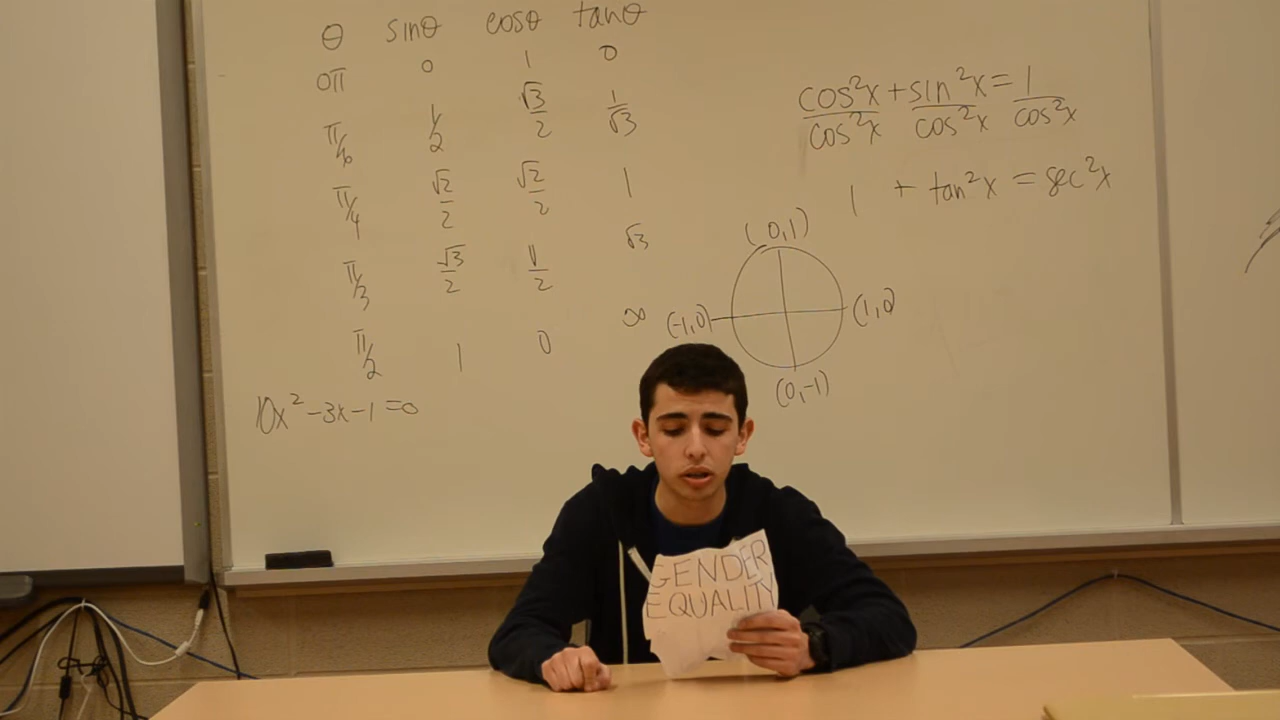 θ sinθ cosθ tanθ
0π 0 1 0
π/6 1/2 √3/2 1/√3
π/4 √2/2 √2/2 1
π/3 √3/2 1/2 √3
π/2 1 0 ∞
10x²-3x-1=0
cos²x/cos²x + sin²x/cos²x = 1/cos²x
1 + tan²x = sec²x
(0,1)
(-1,0) (1,0)
(0,-1)
GENDER
EQUALITY